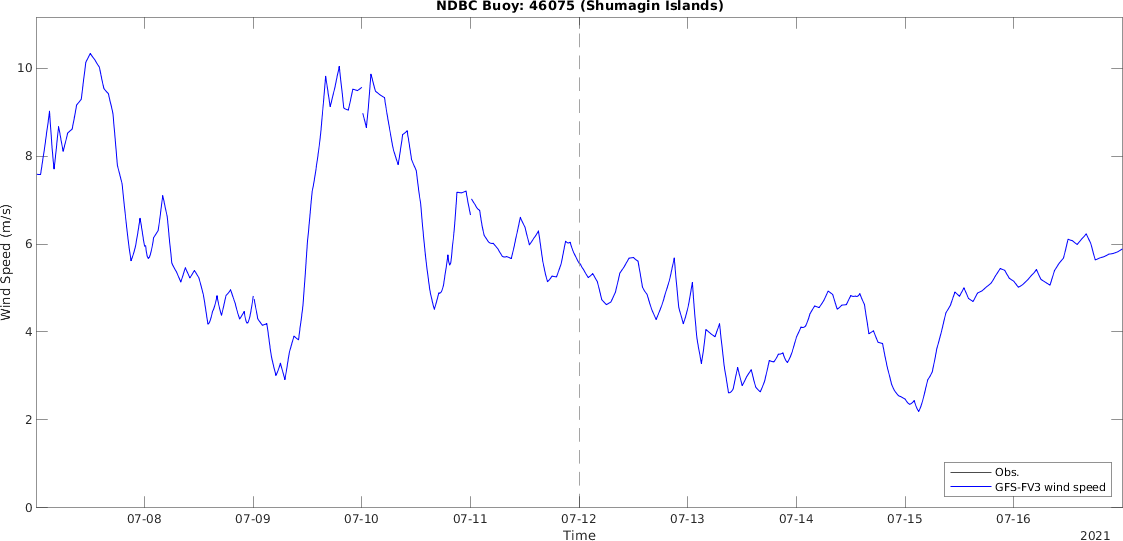 NDBC Buoy: 46075 (Shumagin Islands)
10
8
6
4
2
0
Wind Speed (m/s)
Obs.
GFS-FV3 wind speed
07-08 07-09 07-10 07-11 07-12 07-13 07-14 07-15 07-16
Time
2021